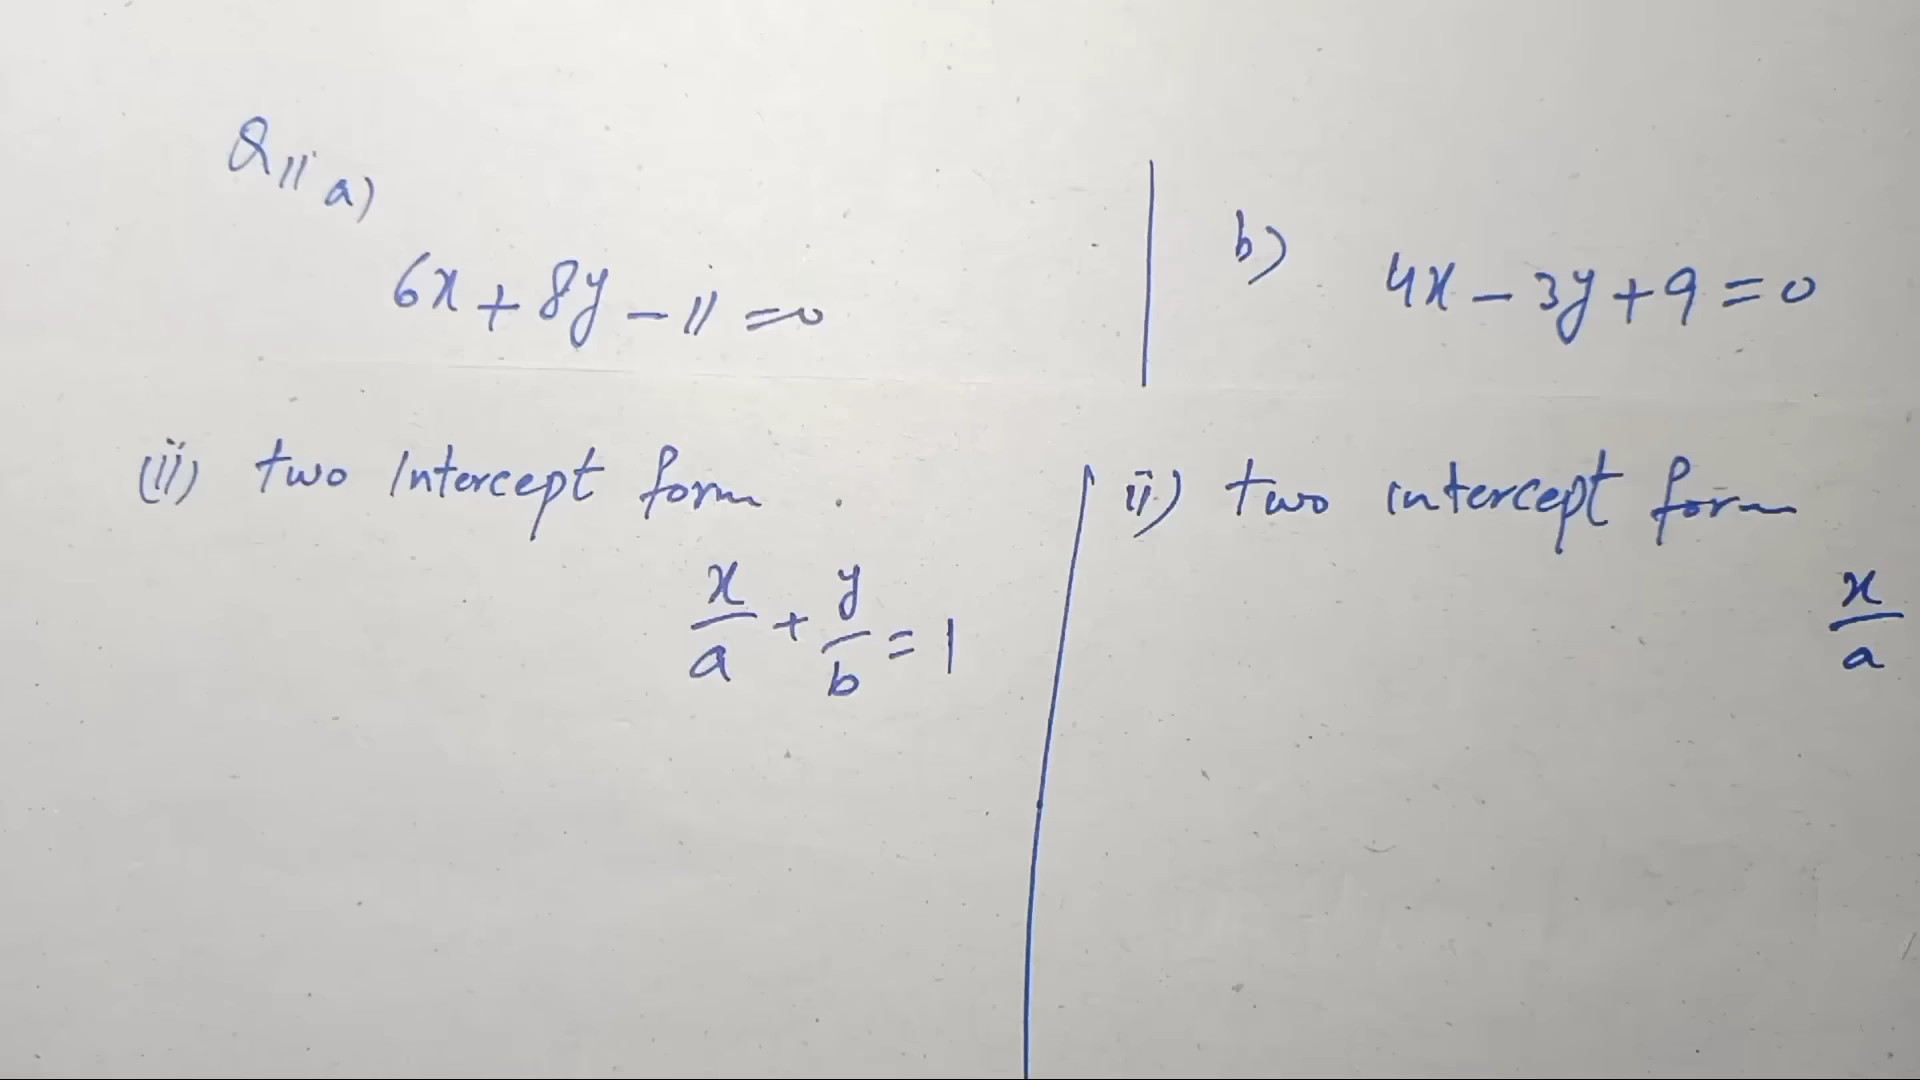 Q11 a)
6x + 8y - 11 = 0
(ii) two Intercept form
x/a + y/b = 1
b) 4x - 3y + 9 = 0
ii) two intercept form
x/a